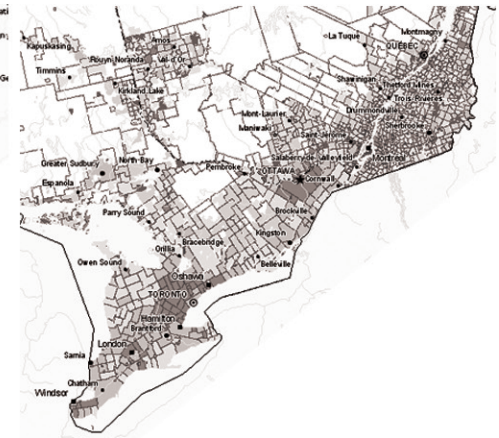 La Tuque
Montmagny
QUÉBEC
Kapuskasing
Amos
Rouyn Noranda
Val-d'Or
Timmins
Kirkland Lake
Shawinigan
Thetford Mines
Trois-Rivières
Drummondville
Sherbrooke
Mont-Laurier
Maniwaki
Saint-Jérôme
Salaberry-de-Valleyfield
Montreal
Greater Sudbury
North Bay
Pembroke
OTTAWA
Cornwall
Espanola
Brockville
Parry Sound
Kingston
Bracebridge
Orillia
Belleville
Owen Sound
Oshawa
TORONTO
Hamilton
Brantford
London
Sarnia
Chatham
Windsor